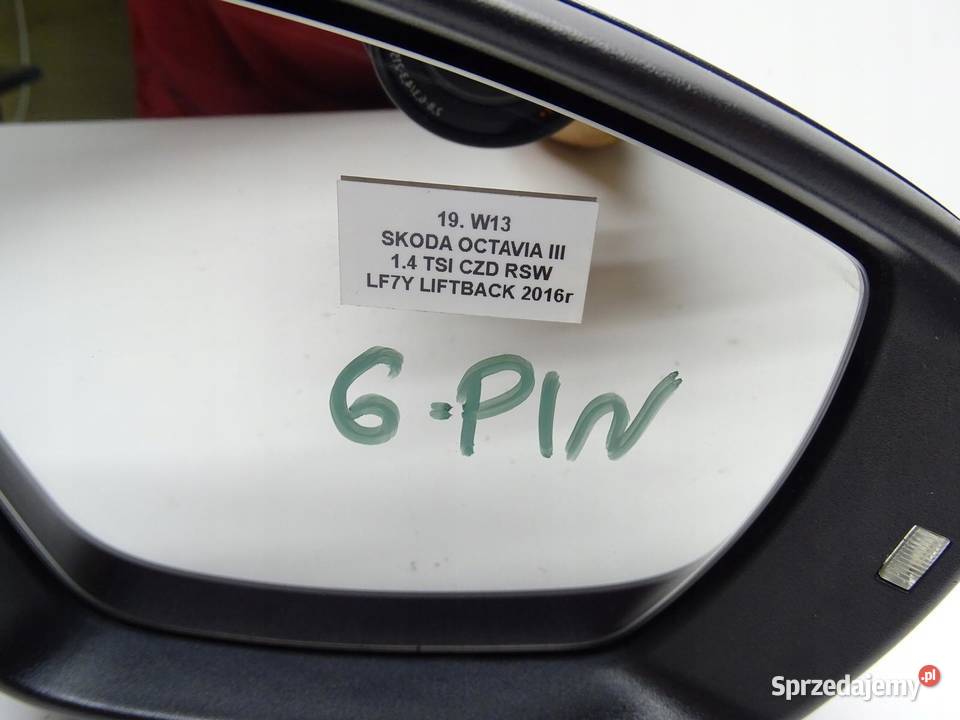 19. W13
SKODA OCTAVIA III
1.4 TSI CZD RSW
LF7Y LIFTBACK 2016r
6-PIN
Sprzedajemy.pl